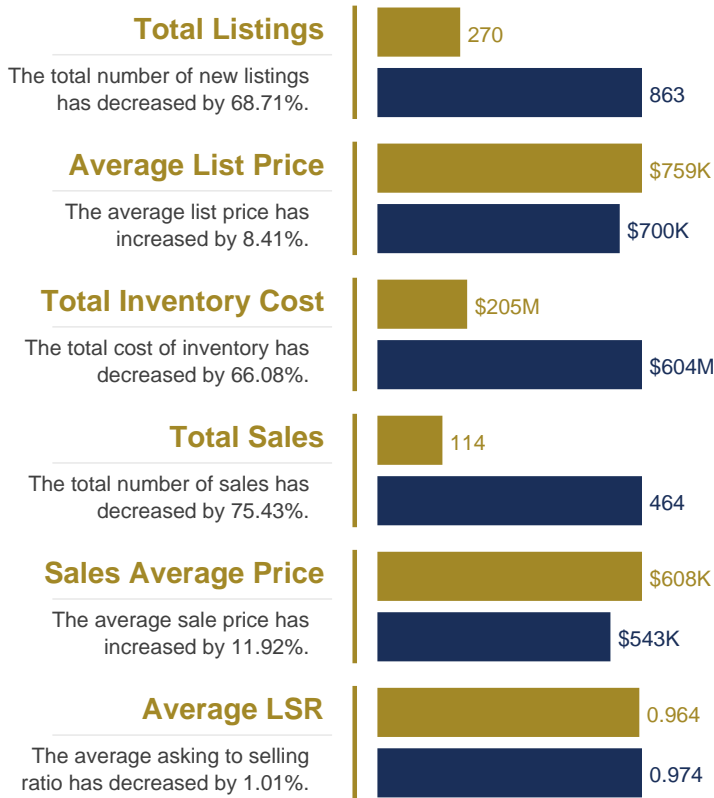 Total Listings
The total number of new listings
has decreased by 68.71%.
270
863
Average List Price
The average list price has
increased by 8.41%.
$759K
$700K
Total Inventory Cost
The total cost of inventory has
decreased by 66.08%.
$205M
$604M
Total Sales
The total number of sales has
decreased by 75.43%.
114
464
Sales Average Price
The average sale price has
increased by 11.92%.
$608K
$543K
Average LSR
The average asking to selling
ratio has decreased by 1.01%.
0.964
0.974